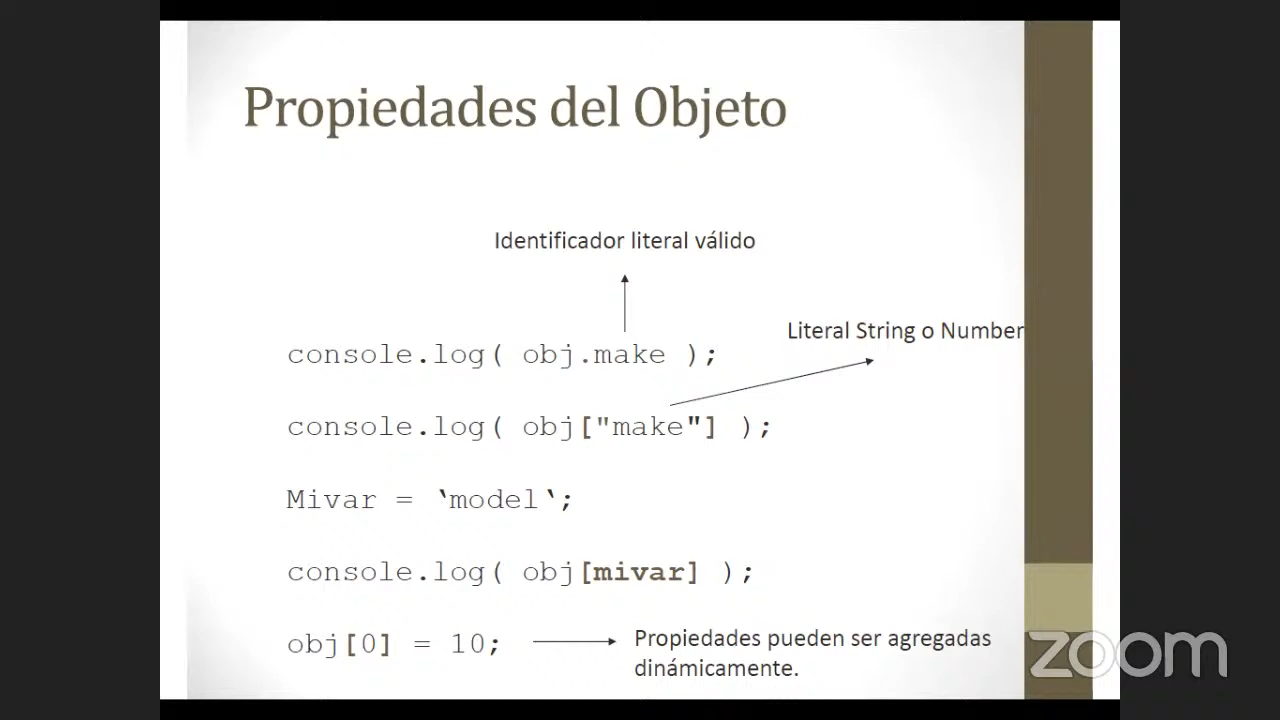 Propiedades del Objeto
Identificador literal válido
Literal String o Number
console.log( obj.make );
console.log( obj["make"] );
Mivar = ‛model‛;
console.log( obj[mivar] );
obj[0] = 10;
Propiedades pueden ser agregadas
dinámicamente.
zoom